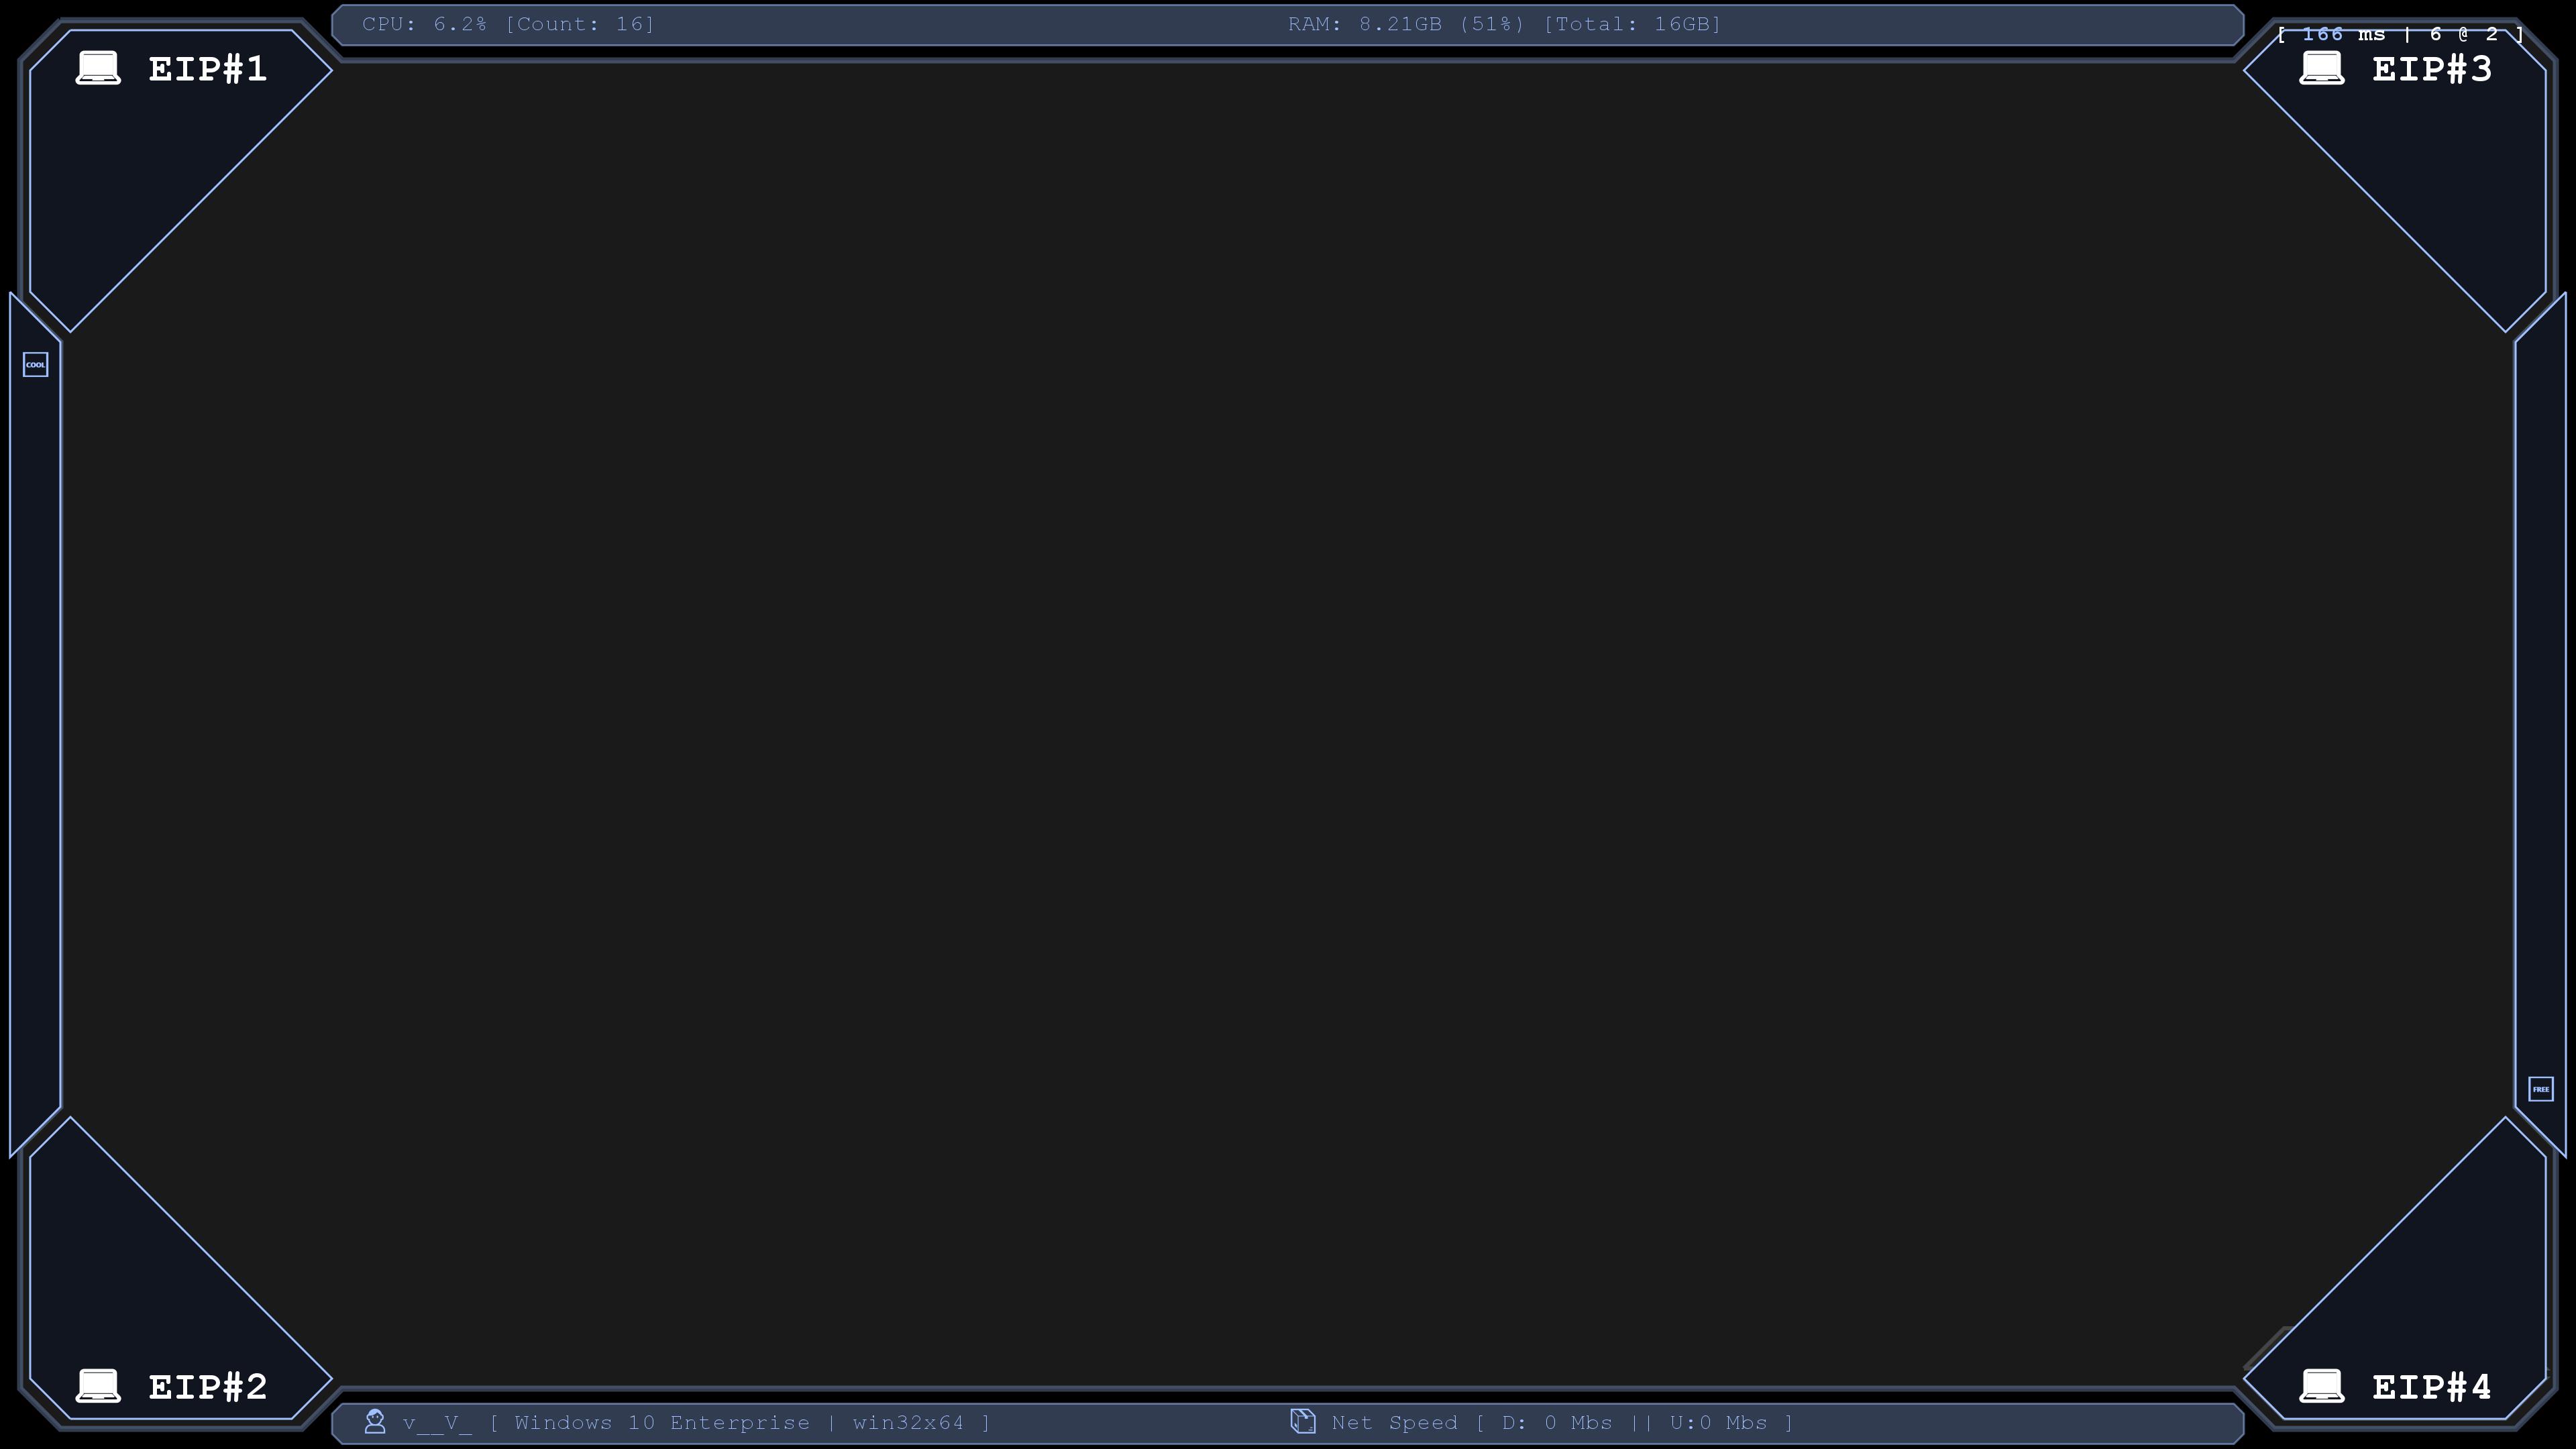 CPU: 6.2% [Count: 16]
RAM: 8.21GB (51%) [Total: 16GB]
[ 166 ms | 6 @ 2 ]
EIP#1
EIP#3
COOL
FREE
EIP#2
EIP#4
v__V_ [ Windows 10 Enterprise | win32x64 ]
Net Speed [ D: 0 Mbs || U:0 Mbs ]